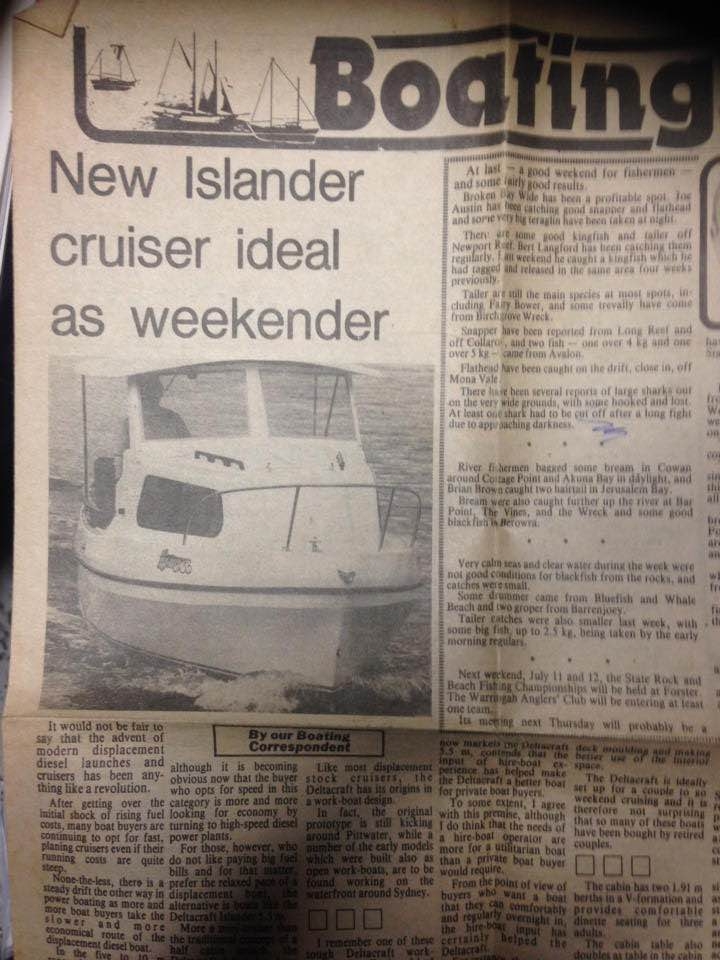 Boating
New Islander
cruiser ideal
as weekender
At last — a good weekend for fishermen —
and some fairly good results.
Broken Bay Wide has been a profitable spot. Joe
Austin has been catching good snapper and flathead
and some very big teraglin have been taken at night.
There are some good kingfish and tailer off
Newport Reef. Bert Langford has been catching them
regularly. Last weekend he caught a kingfish which he
had tagged and released in the same area four weeks
previously.
Tailer are still the main species at most spots, in-
cluding Fairy Bower, and some trevally have come
from Birchgrove Wreck.
Snapper have been reported from Long Reef and
off Collaroy, and two fish — one over 4 kg and one
over 5 kg — came from Avalon.
Flathead have been caught on the drift, close in, off
Mona Vale.
There have been several reports of large sharks out
on the very wide grounds, with some hooked and lost.
At least one shark had to be cut off after a long fight
due to approaching darkness.
River fishermen bagged some bream in Cowan
around Cottage Point and Akuna Bay in daylight, and
Brian Brown caught two hairtail in Jerusalem Bay.
Bream were also caught further up the river at Bar
Point, The Vines, and the Wreck and some good
blackfish in Berowra.
Very calm seas and clear water during the week were
not good conditions for blackfish from the rocks, and
catches were small.
Some drummer came from Bluefish and Whale
Beach and two groper from Barrenjoey.
Tailer catches were also smaller last week, with
some big fish, up to 2.5 kg, being taken by the early
morning regulars.
Next weekend, July 11 and 12, the State Rock and
Beach Fishing Championships will be held at Forster.
The Warringah Anglers' Club will be entering at least
one team.
Its meeting next Thursday will probably be a
It would not be fair to
say that the advent of
modern displacement
diesel launches and
cruisers has been any-
thing like a revolution.
After getting over the
initial shock of rising fuel
costs, many boat buyers are
continuing to opt for fast,
planing cruisers even if their
running costs are quite
steep.
None-the-less, there is a
steady drift the other way in
power boating as more and
more boat buyers take the
slower and more
economical route of the
displacement diesel boat.
In the five to 10 m
By our Boating
Correspondent
although it is becoming
obvious now that the buyer
who opts for speed in this
category is more and more
looking for economy by
turning to high-speed diesel
power plants.
For those, however, who
do not like paying big fuel
bills and for that matter,
prefer the relaxed pace of a
displacement boat, the
alternative is boats like the
Deltacraft Islander 5.5 m.
More a than
the traditional concept of a
half cabin the
Like most displacement
stock cruisers, the
Deltacraft has its origins in
a work-boat design.
In fact, the original
prototype is still kicking
around Pittwater, while a
number of the early models
which were built also as
open work-boats, are to be
found working on the
waterfront around Sydney.
I remember one of these
tough Deltacraft work-
now markets the Deltacraft
5.5 m, contends that the
input of hire-boat ex-
perience has helped make
the Deltacraft a better boat
for private boat buyers.
To some extent, I agree
with this premise, although
I do think that the needs of
a hire-boat operator are
more for a utilitarian boat
than a private boat buyer
would require.
From the point of view of
buyers who want a boat
that they can comfortably
and regularly overnight in,
the hire-boat input has
certainly helped the
Deltacraft.
deck moulding and making
better use of the interior
space.
The Deltacraft is ideally
set up for a couple to go
weekend cruising and it is
therefore not surprising
that so many of these boats
have been bought by retired
couples.
The cabin has two 1.91 m
berths in a V-formation and
provides comfortable
dinette seating for three
adults.
The cabin table also
doubles as table in the cabin